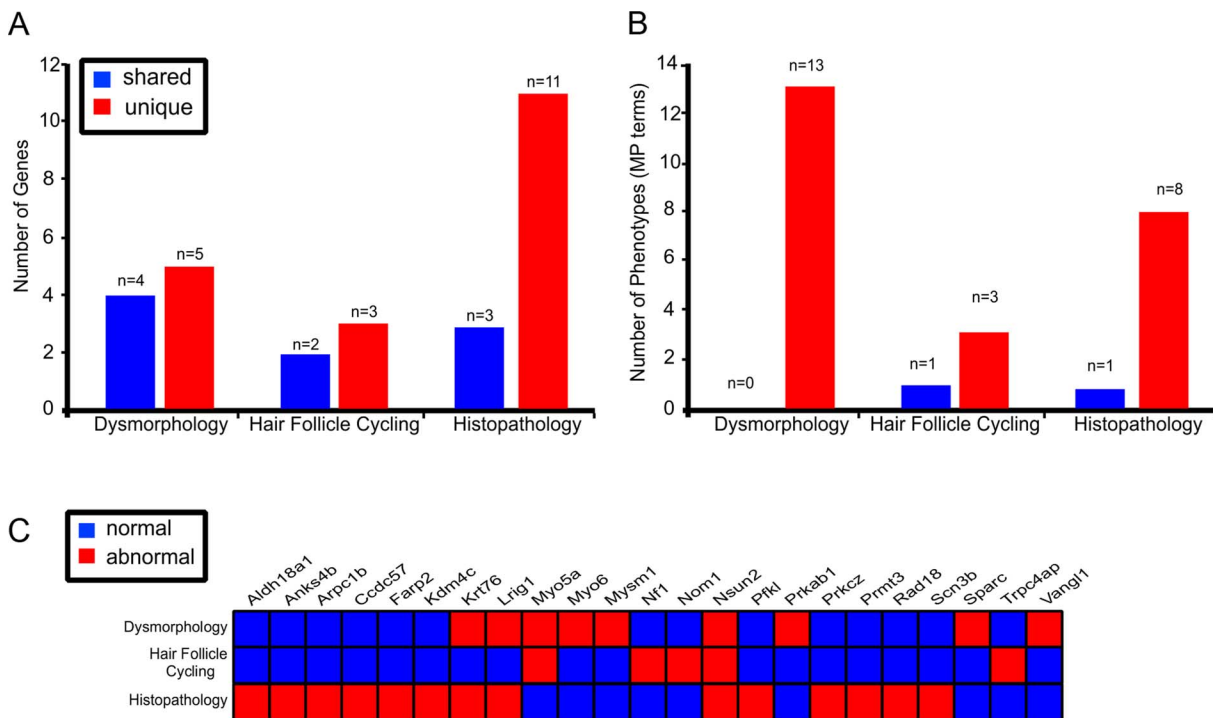 A
shared
unique
Number of Genes
12
10
8
6
4
2
0
n=4
n=5
n=2
n=3
n=3
n=11
Dysmorphology
Hair Follicle Cycling
Histopathology
B
Number of Phenotypes (MP terms)
14
12
10
8
6
4
2
0
n=0
n=13
n=1
n=3
n=1
n=8
Dysmorphology
Hair Follicle Cycling
Histopathology
C
normal
abnormal
Aldh18a1
Anks4b
Arpc1b
Ccdc57
Farp2
Kdm4c
Krt76
Lrig1
Myo5a
Myo6
Mysm1
Nf1
Nom1
Nsun2
Pfkl
Prkab1
Prkcz
Prmt3
Rad18
Scn3b
Sparc
Trpc4ap
Vangl1
Dysmorphology
Hair Follicle
Cycling
Histopathology